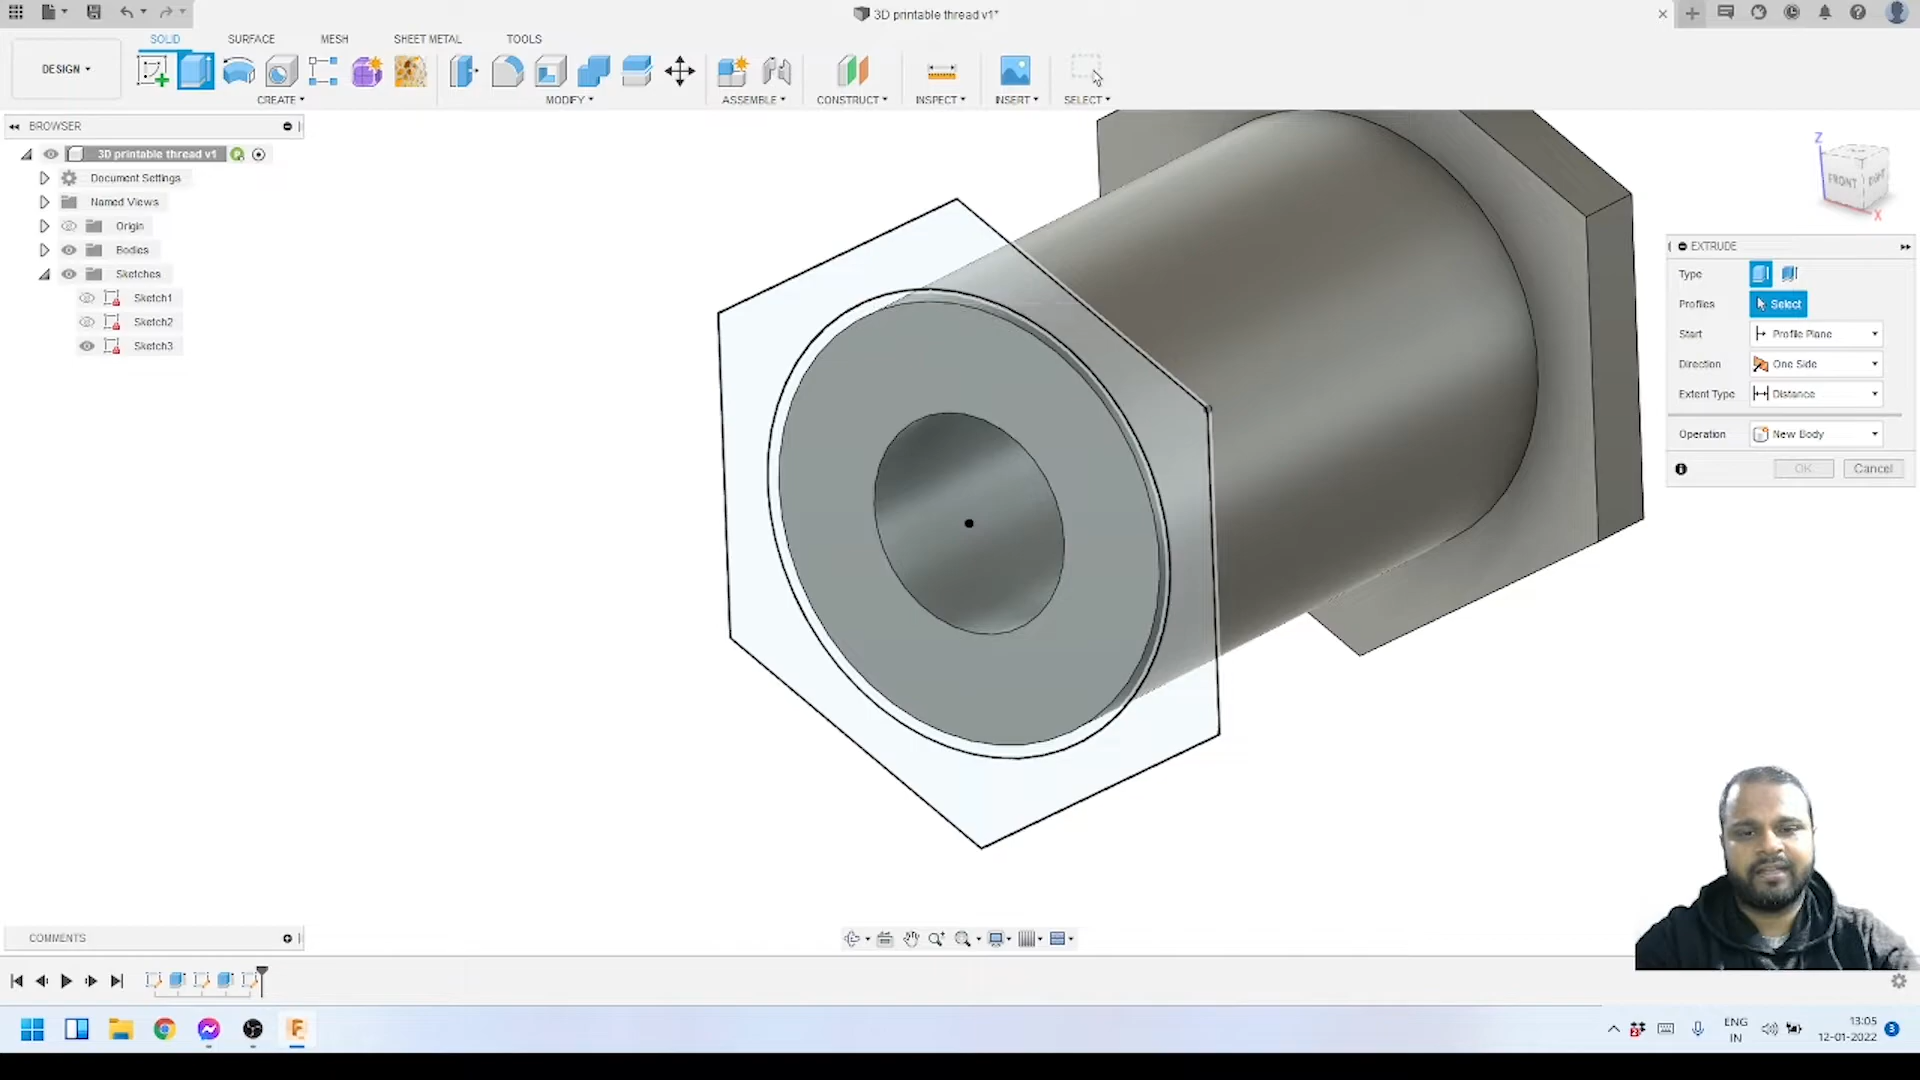 3D printable thread v1*
SOLID SURFACE MESH SHEET METAL TOOLS
DESIGN
CREATE MODIFY ASSEMBLE CONSTRUCT INSPECT INSERT SELECT
BROWSER
3D printable thread v1
Document Settings
Named Views
Origin
Bodies
Sketches
Sketch1
Sketch2
Sketch3
Z
FRONT RIGHT
X
EXTRUDE
Type
Profiles Select
Start Profile Plane
Direction One Side
Extent Type Distance
Operation New Body
OK Cancel
COMMENTS
ENG
IN
13:05
12-01-2022
3